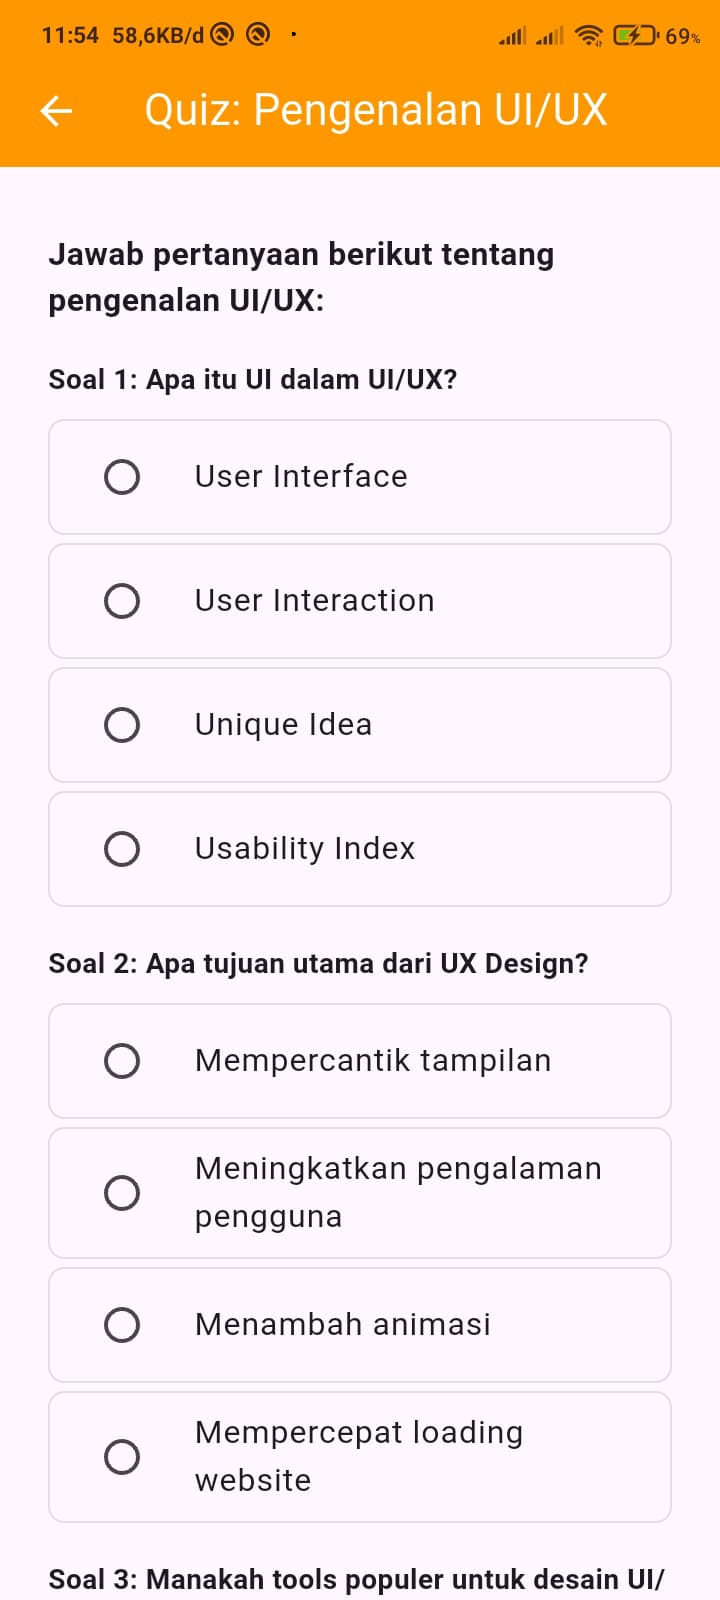 11:54 58,6KB/d
69%
Quiz: Pengenalan UI/UX
Jawab pertanyaan berikut tentang
pengenalan UI/UX:
Soal 1: Apa itu UI dalam UI/UX?
User Interface
User Interaction
Unique Idea
Usability Index
Soal 2: Apa tujuan utama dari UX Design?
Mempercantik tampilan
Meningkatkan pengalaman
pengguna
Menambah animasi
Mempercepat loading
website
Soal 3: Manakah tools populer untuk desain UI/